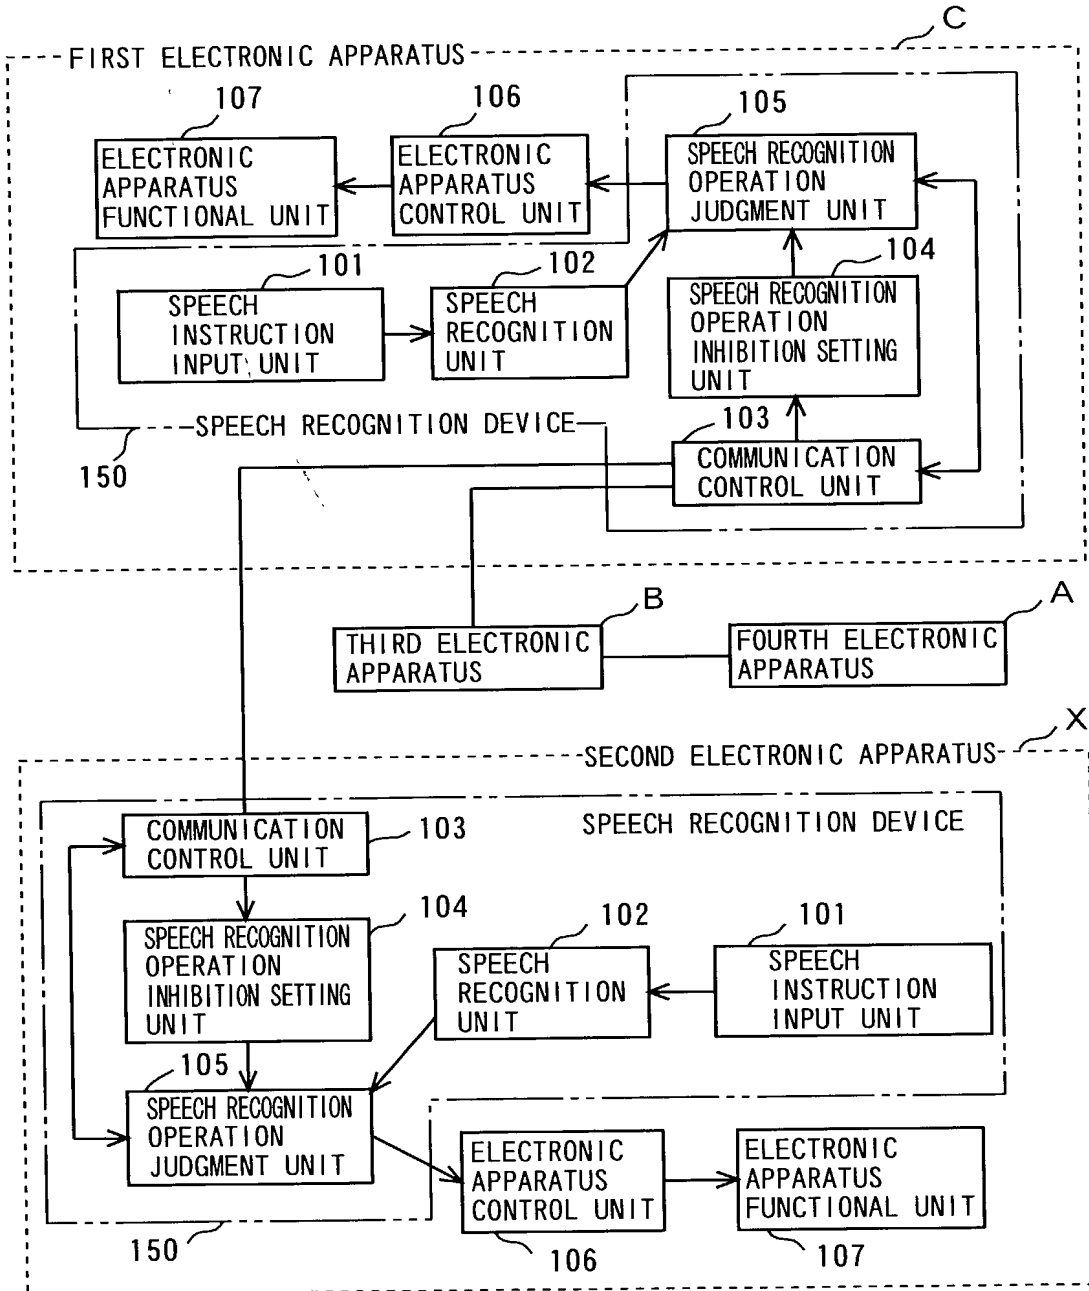 C
FIRST ELECTRONIC APPARATUS
107
106
105
ELECTRONIC
APPARATUS
FUNCTIONAL UNIT
ELECTRONIC
APPARATUS
CONTROL UNIT
SPEECH RECOGNITION
OPERATION
JUDGMENT UNIT
101
102
104
SPEECH
INSTRUCTION
INPUT UNIT
SPEECH
RECOGNITION
UNIT
SPEECH RECOGNITION
OPERATION
INHIBITION SETTING
UNIT
150
SPEECH RECOGNITION DEVICE
103
COMMUNICATION
CONTROL UNIT
B
A
THIRD ELECTRONIC
APPARATUS
FOURTH ELECTRONIC
APPARATUS
X
SECOND ELECTRONIC APPARATUS
COMMUNICATION
CONTROL UNIT
103
SPEECH RECOGNITION DEVICE
104
102
101
SPEECH RECOGNITION
OPERATION
INHIBITION SETTING
UNIT
SPEECH
RECOGNITION
UNIT
SPEECH
INSTRUCTION
INPUT UNIT
105
SPEECH RECOGNITION
OPERATION
JUDGMENT UNIT
ELECTRONIC
APPARATUS
CONTROL UNIT
ELECTRONIC
APPARATUS
FUNCTIONAL UNIT
150
106
107